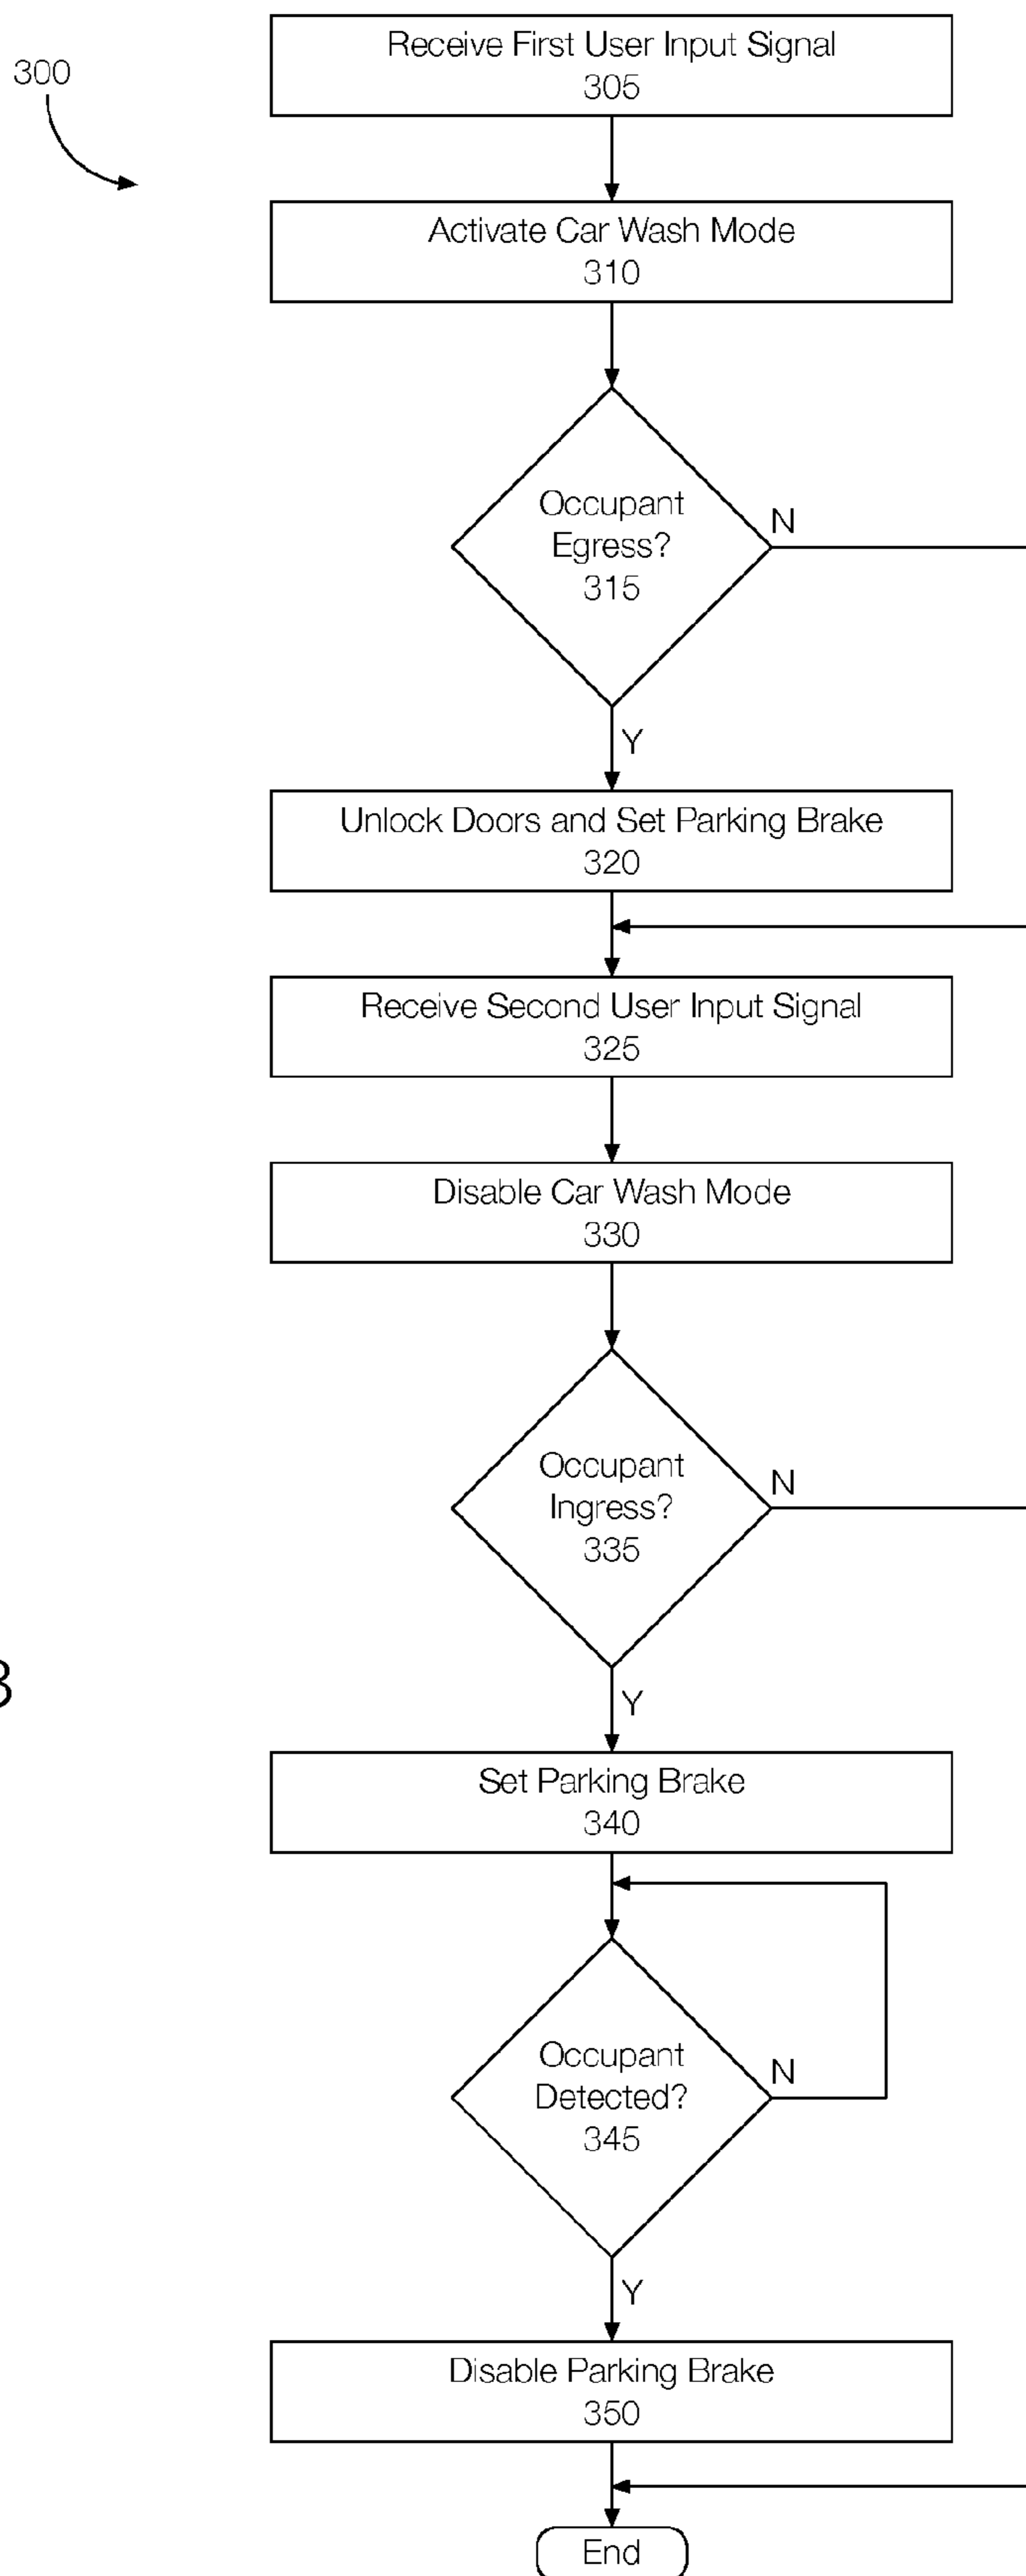 Receive First User Input Signal
305
300
Activate Car Wash Mode
310
Occupant
Egress?
315
N
Y
Unlock Doors and Set Parking Brake
320
Receive Second User Input Signal
325
Disable Car Wash Mode
330
Occupant
Ingress?
335
N
Y
Set Parking Brake
340
Occupant
Detected?
345
N
Y
Disable Parking Brake
350
End